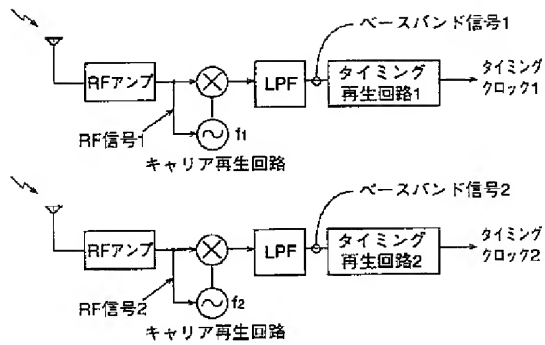 ベースバンド信号1
RFアンプ
LPF
タイミング
再生回路1
タイミング
クロック1
RF信号1
f1
キャリア再生回路
ベースバンド信号2
RFアンプ
LPF
タイミング
再生回路2
タイミング
クロック2
RF信号2
f2
キャリア再生回路